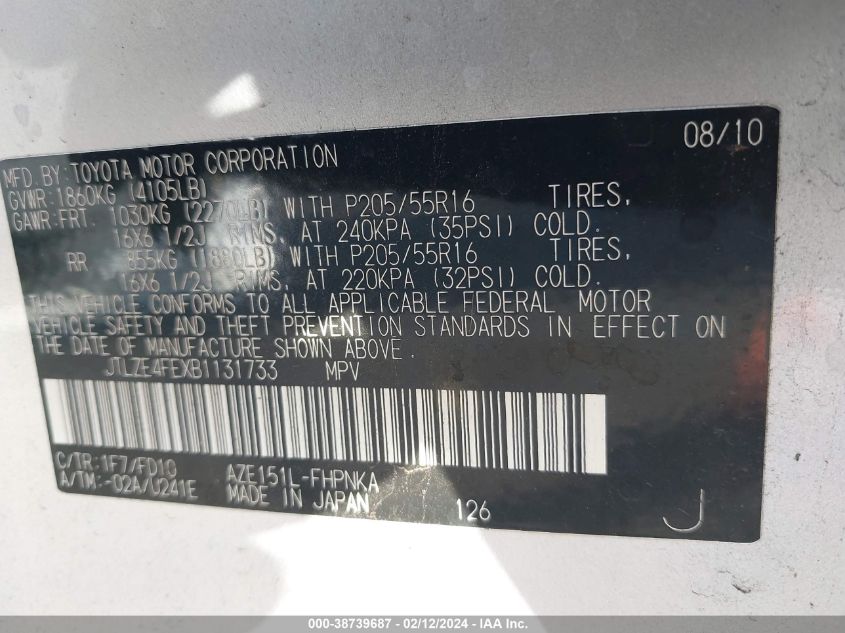 08/10
MFD. BY: TOYOTA MOTOR CORPORATION
GVWR: 1860KG (4105LB)
GAWR: FRT. 1030KG (2270LB) WITH P205/55R16 TIRES,
16X6 1/2J RIMS, AT 240KPA (35PSI) COLD.
RR 855KG (1880LB) WITH P205/55R16 TIRES,
16X6 1/2J RIMS, AT 220KPA (32PSI) COLD.
THIS VEHICLE CONFORMS TO ALL APPLICABLE FEDERAL MOTOR
VEHICLE SAFETY AND THEFT PREVENTION STANDARDS IN EFFECT ON
THE DATE OF MANUFACTURE SHOWN ABOVE.
JTLZE4FEXB1131733 MPV
C/TR: 1F7/FD10 AZE151L-FHPNKA
A/TM: -02A/U241E MADE IN JAPAN 126
J
000-38739687 - 02/12/2024 - IAA Inc.